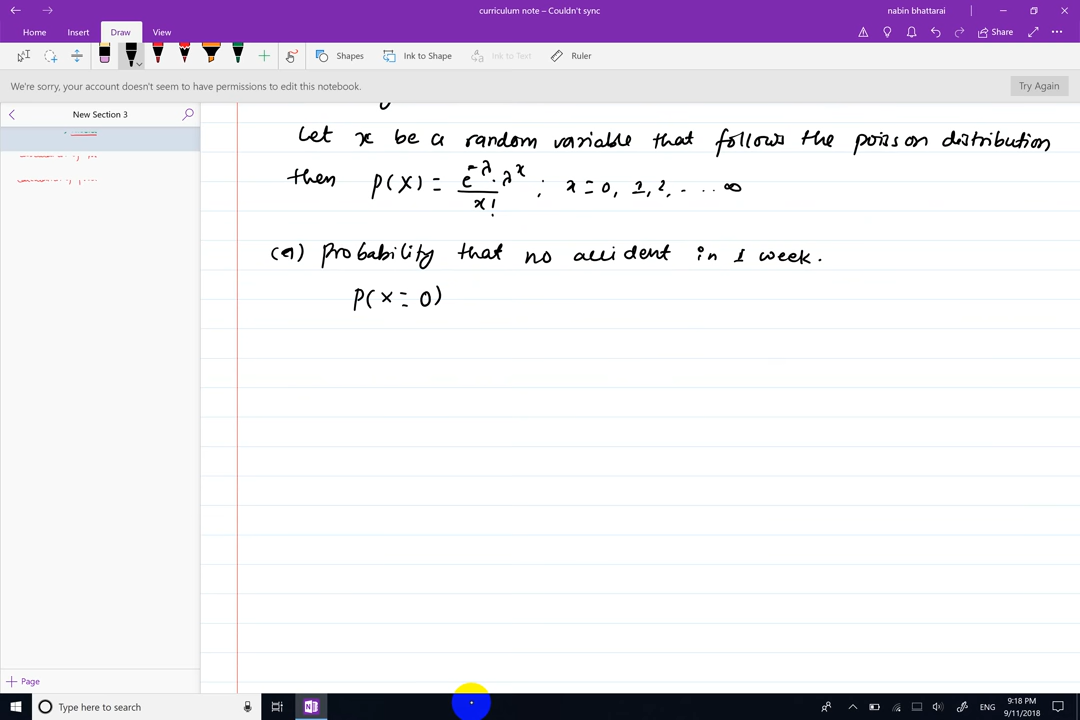 curriculum note – Couldn't sync
nabin bhattarai
Home Insert Draw View
Share
Shapes Ink to Shape Ink to Text Ruler
We're sorry, your account doesn't seem to have permissions to edit this notebook. Try Again
New Section 3
Let x be a random variable that follows the poisson distribution
then P(X) = e^-λ . λ^x / x! ; x = 0, 1, 2, . . . . ∞
(a) Probability that no accident in 1 week.
P(X = 0)
+ Page
Type here to search
ENG
9:18 PM
9/11/2018